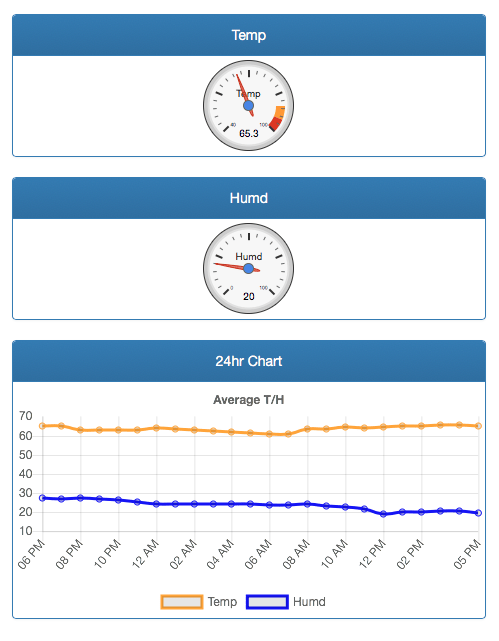 Temp
Temp
40 100
65.3
Humd
Humd
0 100
20
24hr Chart
Average T/H
70
60
50
40
30
20
10
06 PM 08 PM 10 PM 12 AM 02 AM 04 AM 06 AM 08 AM 10 AM 12 PM 02 PM 05 PM
Temp Humd